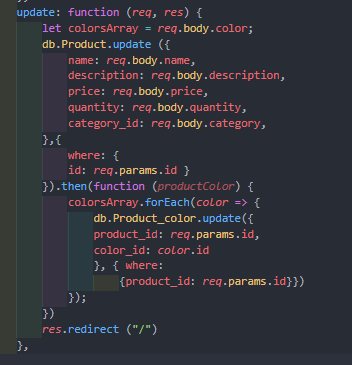 update: function (req, res) {
let colorsArray = req.body.color;
db.Product.update ({
name: req.body.name,
description: req.body.description,
price: req.body.price,
quantity: req.body.quantity,
category_id: req.body.category,
},{
where: {
id: req.params.id }
}).then(function (productColor) {
colorsArray.forEach(color => {
db.Product_color.update({
product_id: req.params.id,
color_id: color.id
}, { where:
{product_id: req.params.id}})
});
})
res.redirect ("/")
},